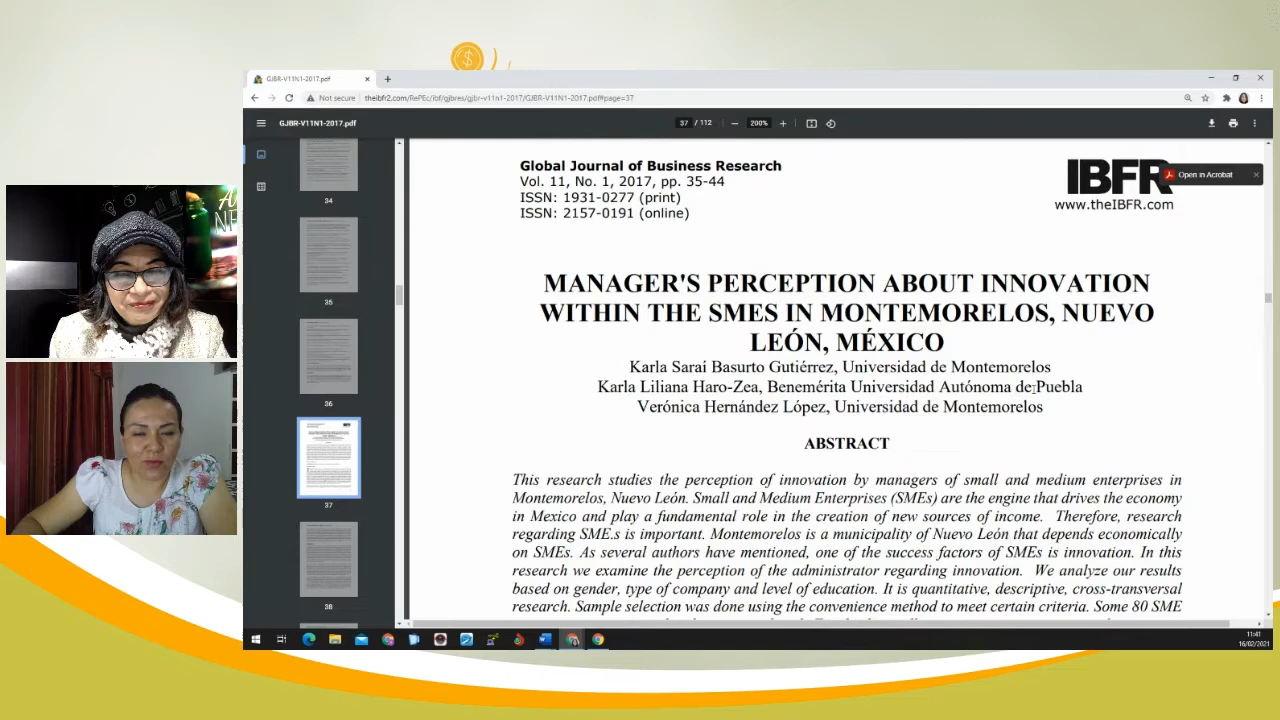 GJBR-V11N1-2017.pdf
Not secure
theibfr2.com/RePEc/ibf/gjbres/gjbr-v11n1-2017/GJBR-V11N1-2017.pdf#page=37
GJBR-V11N1-2017.pdf
37 / 112
200%
34
35
36
37
38
Global Journal of Business Research
Vol. 11, No. 1, 2017, pp. 35-44
ISSN: 1931-0277 (print)
ISSN: 2157-0191 (online)
IBFR
www.theIBFR.com
Open in Acrobat
MANAGER'S PERCEPTION ABOUT INNOVATION
WITHIN THE SMES IN MONTEMORELOS, NUEVO
LEÓN, MÉXICO
Karla Saraí Basurto Gutiérrez, Universidad de Montemorelos
Karla Liliana Haro-Zea, Benemérita Universidad Autónoma de Puebla
Verónica Hernández López, Universidad de Montemorelos
ABSTRACT
This research studies the perception of innovation by managers of small and medium enterprises in
Montemorelos, Nuevo León. Small and Medium Enterprises (SMEs) are the engine that drives the economy
in Mexico and play a fundamental role in the creation of new sources of income. Therefore, research
regarding SME.s is important. Montemorelos is a municipality of Nuevo León that depends economically
on SMEs. As several authors have mentioned, one of the success factors of SMEs is innovation. In this
research we examine the perception of the administrator regarding innovation. We analyze our results
based on gender, type of company and level of education. It is quantitative, descriptive, cross-transversal
research. Sample selection was done using the convenience method to meet certain criteria. Some 80 SME
11:41
16/02/2021